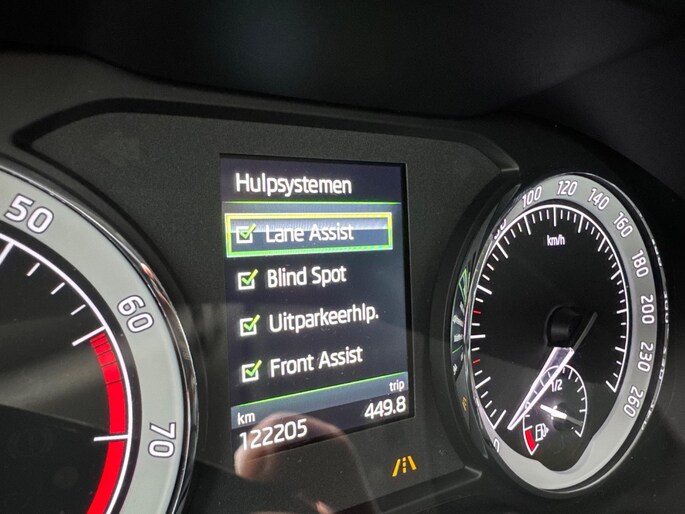 50
60
70
Hulpsystemen
Lane Assist
Blind Spot
Uitparkeerhlp.
Front Assist
trip
km
449.8
122205
100
120
140
160
180
200
230
260
km/h
1/2
0